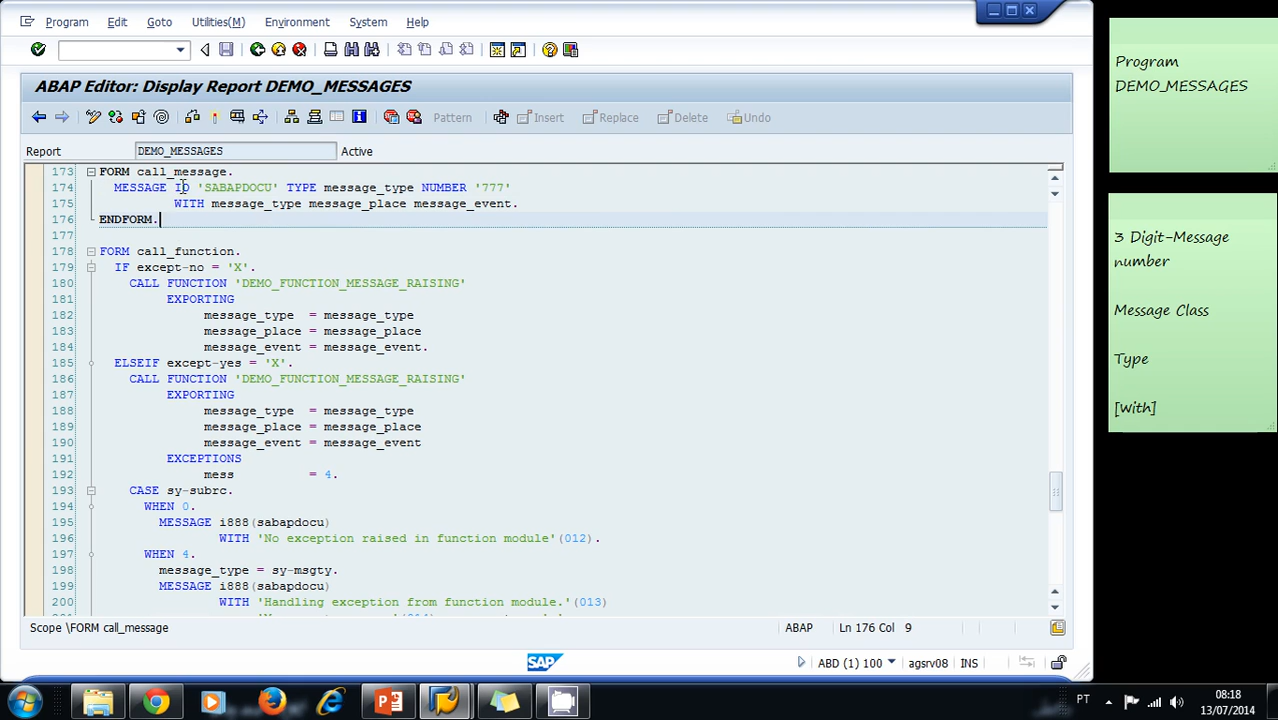 Program Edit Goto Utilities(M) Environment System Help
ABAP Editor: Display Report DEMO_MESSAGES
Pattern Insert Replace Delete Undo
Report DEMO_MESSAGES Active
173 FORM call_message.
174 MESSAGE ID 'SABAPDOCU' TYPE message_type NUMBER '777'
175 WITH message_type message_place message_event.
176 ENDFORM.
177
178 FORM call_function.
179 IF except-no = 'X'.
180 CALL FUNCTION 'DEMO_FUNCTION_MESSAGE_RAISING'
181 EXPORTING
182 message_type = message_type
183 message_place = message_place
184 message_event = message_event.
185 ELSEIF except-yes = 'X'.
186 CALL FUNCTION 'DEMO_FUNCTION_MESSAGE_RAISING'
187 EXPORTING
188 message_type = message_type
189 message_place = message_place
190 message_event = message_event
191 EXCEPTIONS
192 mess = 4.
193 CASE sy-subrc.
194 WHEN 0.
195 MESSAGE i888(sabapdocu)
196 WITH 'No exception raised in function module'(012).
197 WHEN 4.
198 message_type = sy-msgty.
199 MESSAGE i888(sabapdocu)
200 WITH 'Handling exception from function module.'(013)
Scope \FORM call_message ABAP Ln 176 Col 9
SAP ABD (1) 100 agsrv08 INS
Program
DEMO_MESSAGES
3 Digit-Message
number
Message Class
Type
[With]
PT 08:18
13/07/2014